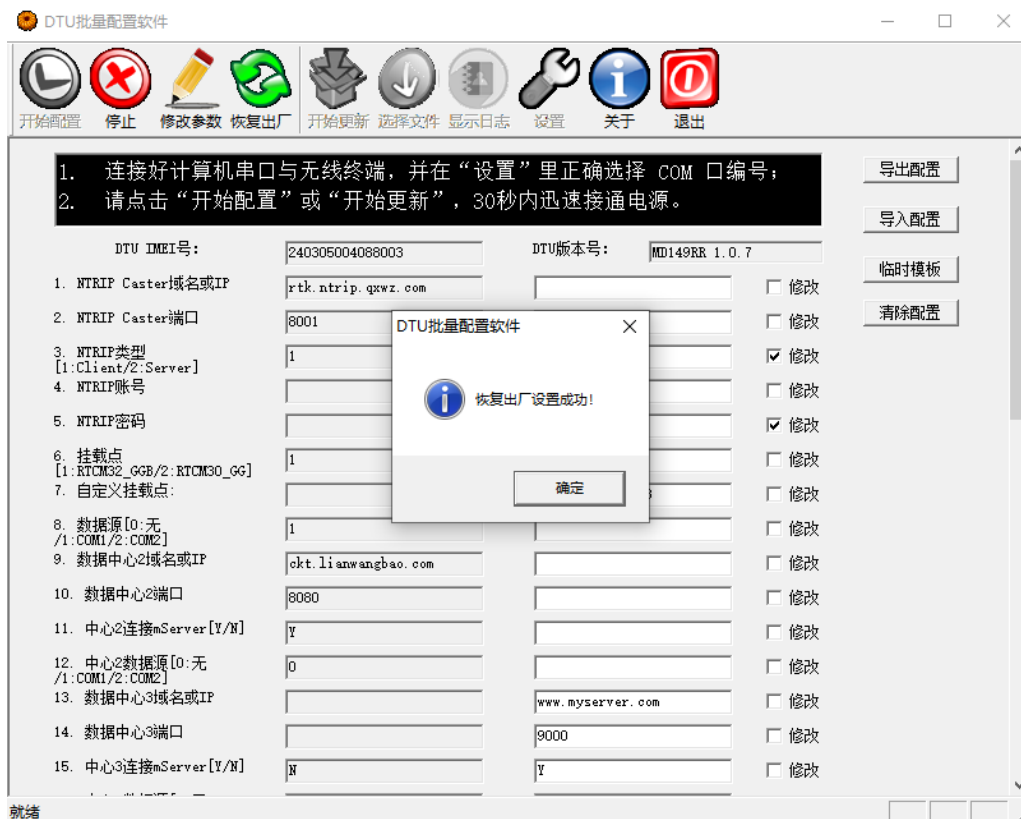 DTU批量配置软件
开始配置 停止 修改参数 恢复出厂 开始更新 选择文件 显示日志 设置 关于 退出
1. 连接好计算机串口与无线终端，并在“设置”里正确选择 COM 口编号；
2. 请点击“开始配置”或“开始更新”，30秒内迅速接通电源。
导出配置
导入配置
临时模板
清除配置
DTU IMEI号： 240305004088003 DTU版本号： MD149RR 1.0.7
1. NTRIP Caster域名或IP rtk.ntrip.qxwz.com 修改
2. NTRIP Caster端口 8001 修改
3. NTRIP类型 1 修改
[1:Client/2:Server]
4. NTRIP账号 修改
5. NTRIP密码 修改
6. 挂载点 1 修改
[1:RTCM32_GGB/2:RTCM30_GG]
7. 自定义挂载点： 修改
8. 数据源[0:无 1 修改
/1:COM1/2:COM2]
9. 数据中心2域名或IP ckt.lianwangbao.com 修改
10. 数据中心2端口 8080 修改
11. 中心2连接mServer[Y/N] Y 修改
12. 中心2数据源[0:无 0 修改
/1:COM1/2:COM2]
13. 数据中心3域名或IP www.myserver.com 修改
14. 数据中心3端口 9000 修改
15. 中心3连接mServer[Y/N] N Y 修改
DTU批量配置软件
恢复出厂设置成功!
确定
就绪